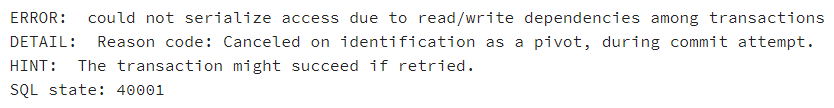 ERROR:  could not serialize access due to read/write dependencies among transactions
DETAIL:  Reason code: Canceled on identification as a pivot, during commit attempt.
HINT:  The transaction might succeed if retried.
SQL state: 40001